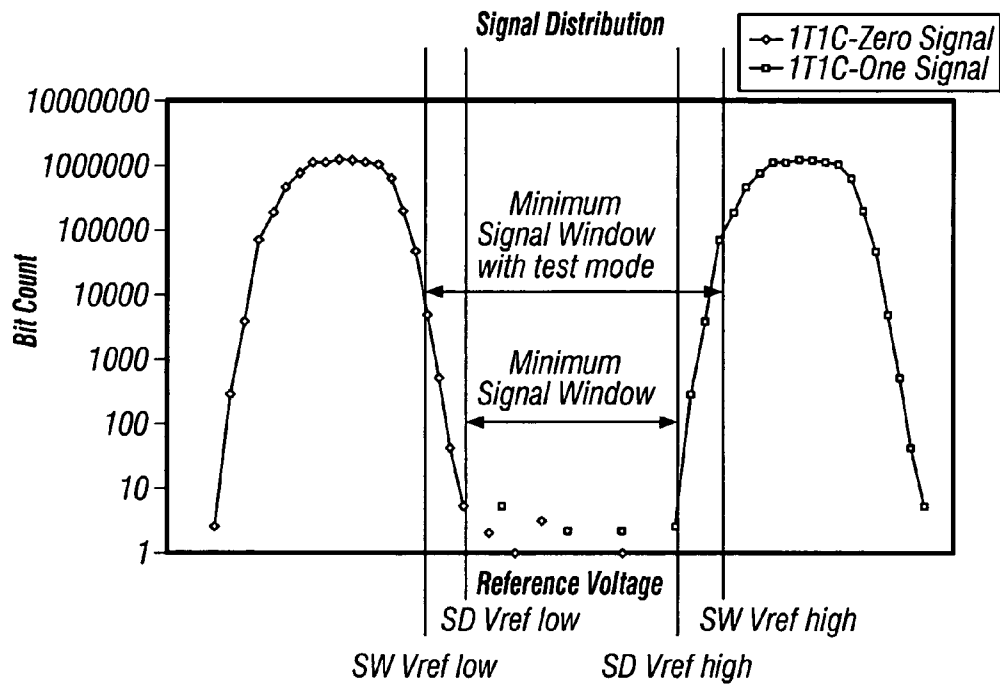 Signal Distribution
1T1C-Zero Signal
1T1C-One Signal
10000000
1000000
100000
10000
1000
100
10
1
Bit Count
Minimum
Signal Window
with test mode
Minimum
Signal Window
Reference Voltage
SD Vref low
SW Vref high
SW Vref low
SD Vref high